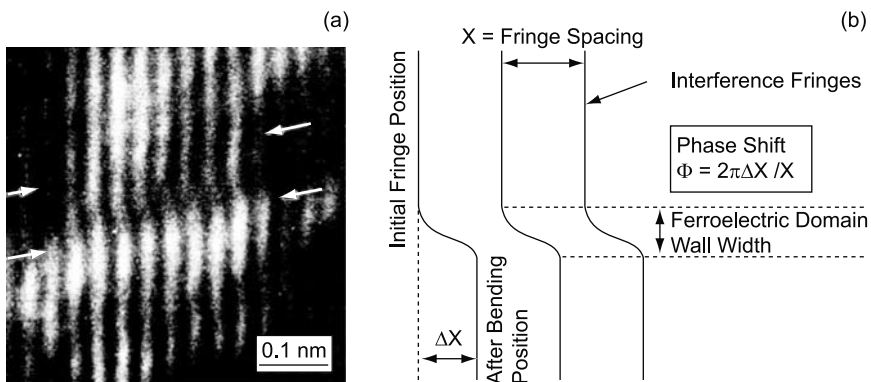 (a)
0.1 nm
(b)
X = Fringe Spacing
Interference Fringes
Initial Fringe Position
Phase Shift
Φ = 2πΔX /X
Ferroelectric Domain
Wall Width
ΔX
After Bending
Position